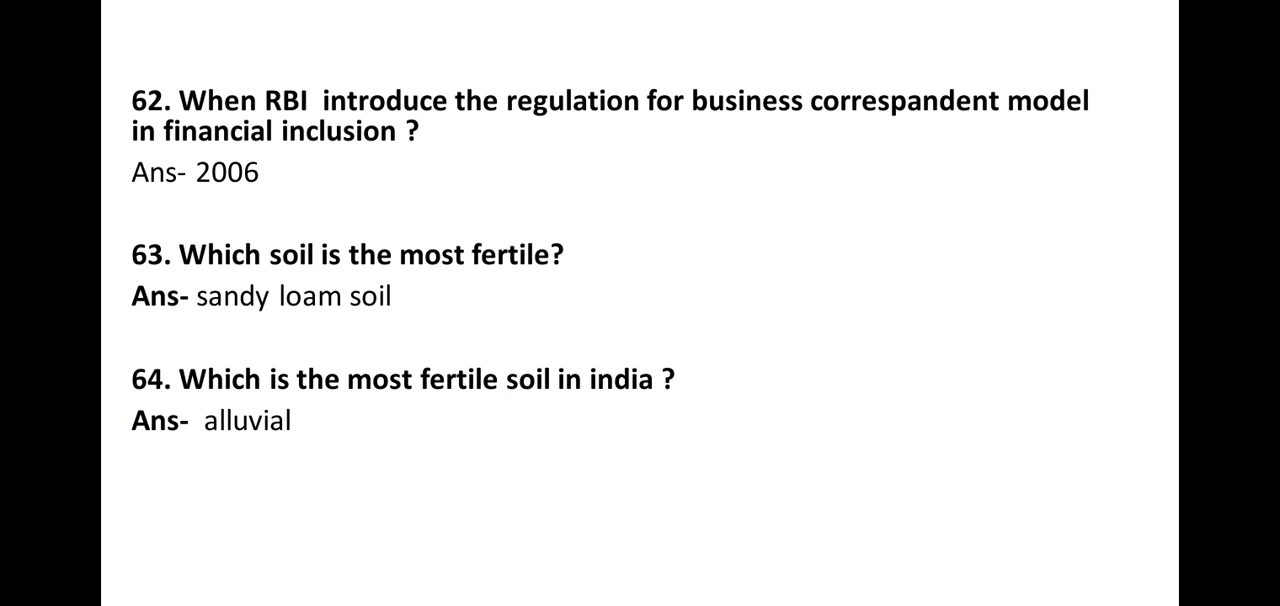 62. When RBI introduce the regulation for business correspandent model
in financial inclusion ?
Ans- 2006
63. Which soil is the most fertile?
Ans- sandy loam soil
64. Which is the most fertile soil in india ?
Ans- alluvial